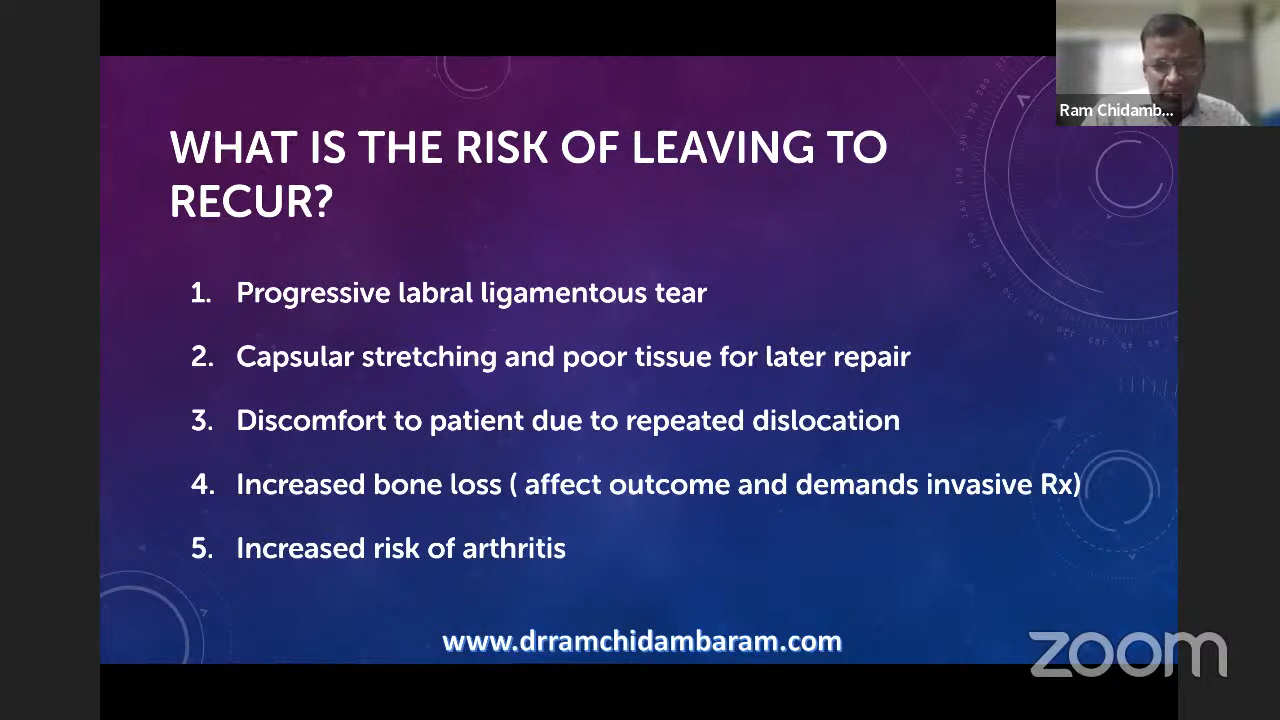 Ram Chidamb...
WHAT IS THE RISK OF LEAVING TO
RECUR?
1. Progressive labral ligamentous tear
2. Capsular stretching and poor tissue for later repair
3. Discomfort to patient due to repeated dislocation
4. Increased bone loss ( affect outcome and demands invasive Rx)
5. Increased risk of arthritis
www.drramchidambaram.com
zoom